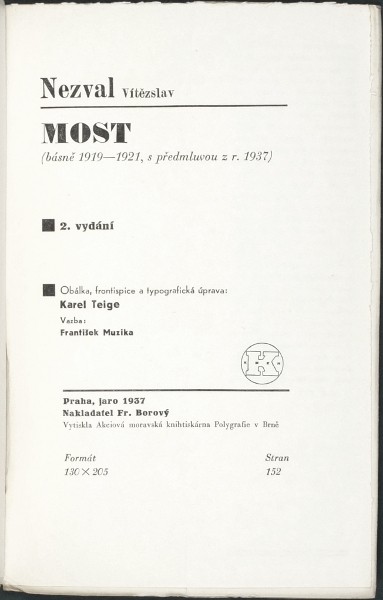 Nezval Vítězslav
MOST
(básně 1919—1921, s předmluvou z r. 1937)
2. vydání
Obálka, frontispice a typografická úprava:
Karel Teige
Vazba:
František Muzika
Praha, jaro 1937
Nakladatel Fr. Borový
Vytiskla Akciová moravská knihtiskárna Polygrafie v Brně
Formát Stran
130 × 205 152